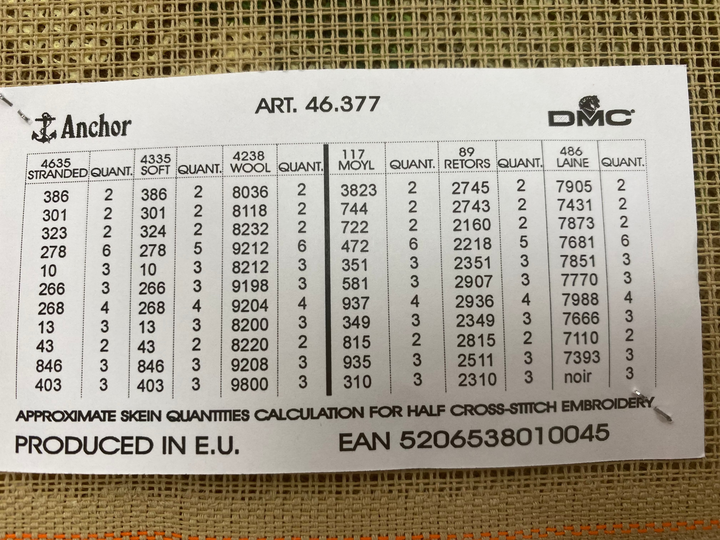 ART. 46.377
Anchor DMC
4635 STRANDED QUANT. 4335 SOFT QUANT. 4238 WOOL QUANT. 117 MOYL QUANT. 89 RETORS QUANT. 486 LAINE QUANT.
386 2 386 2 8036 2 3823 2 2745 2 7905 2
301 2 301 2 8118 2 744 2 2743 2 7431 2
323 2 324 2 8232 2 722 2 2160 2 7873 2
278 6 278 5 9212 6 472 6 2218 5 7681 6
10 3 10 3 8212 3 351 3 2351 3 7851 3
266 3 266 3 9198 3 581 3 2907 3 7770 3
268 4 268 4 9204 4 937 4 2936 4 7988 4
13 3 13 3 8200 3 349 3 2349 3 7666 3
43 2 43 2 8220 2 815 2 2815 2 7110 2
846 3 846 3 9208 3 935 3 2511 3 7393 3
403 3 403 3 9800 3 310 3 2310 3 noir 3
APPROXIMATE SKEIN QUANTITIES CALCULATION FOR HALF CROSS-STITCH EMBROIDERY
PRODUCED IN E.U. EAN 5206538010045